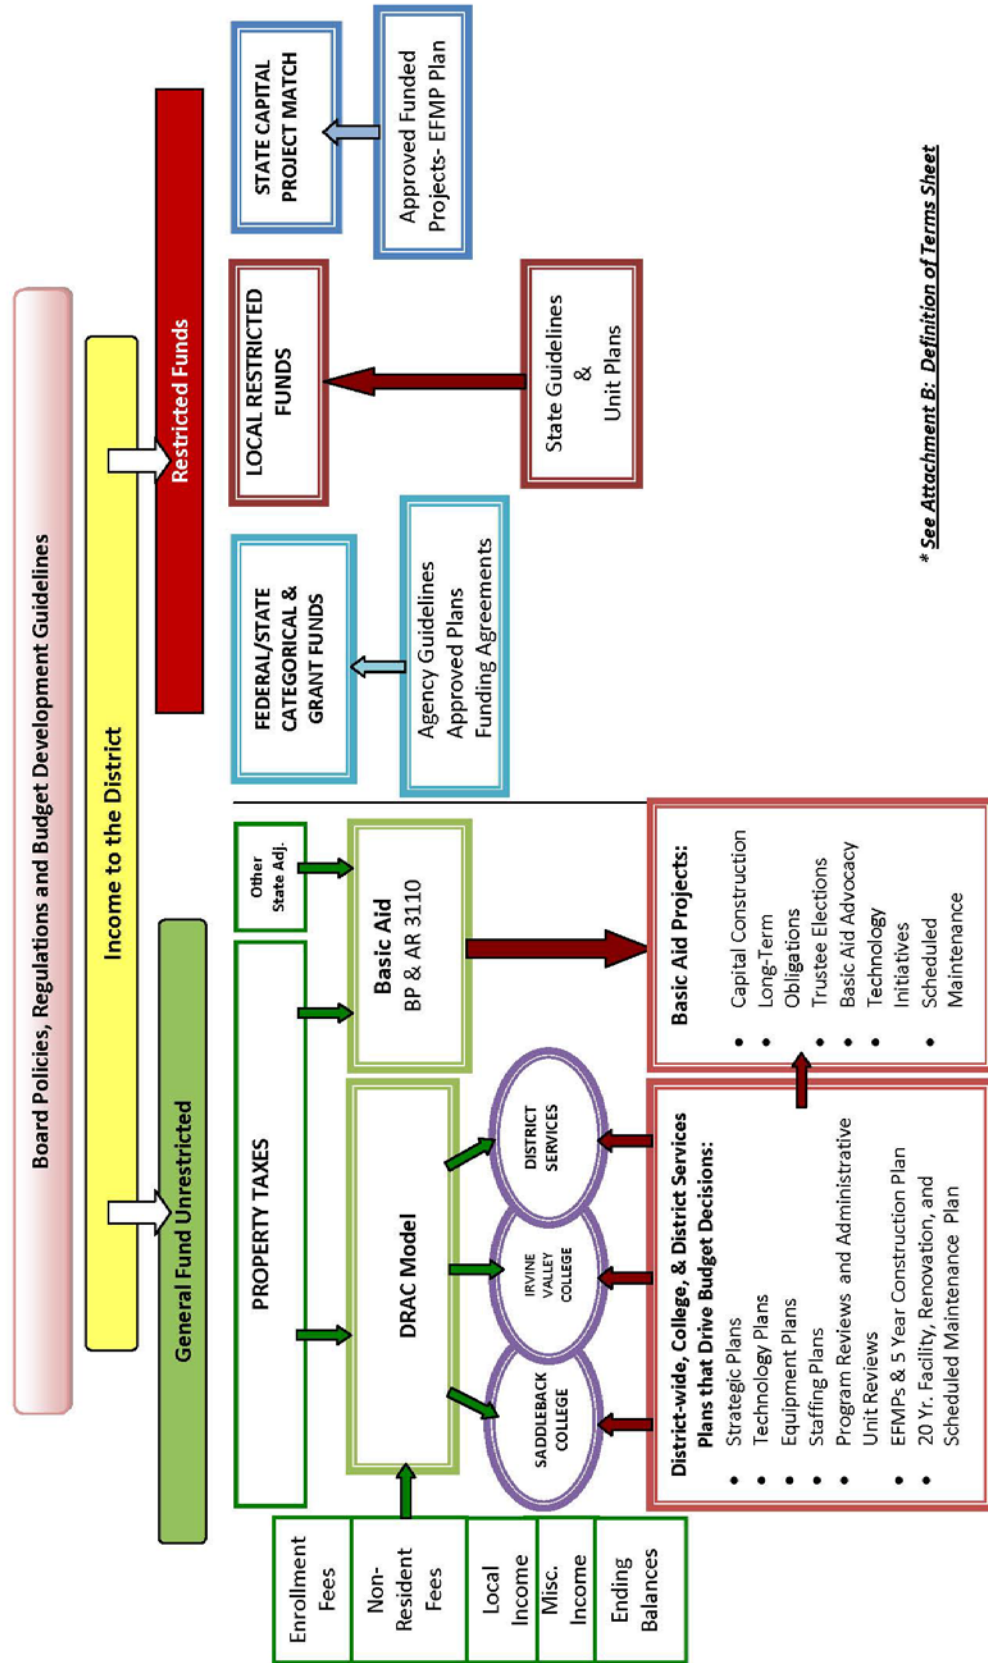 Board Policies, Regulations and Budget Development Guidelines
Income to the District
General Fund Unrestricted
Restricted Funds
PROPERTY TAXES
Other
State Adj.
FEDERAL/STATE
CATEGORICAL &
GRANT FUNDS
LOCAL RESTRICTED
FUNDS
STATE CAPITAL
PROJECT MATCH
Enrollment
Fees
Non-
Resident
Fees
Local
Income
Misc.
Income
Ending
Balances
DRAC Model
Basic Aid
BP & AR 3110
Agency Guidelines
Approved Plans
Funding Agreements
State Guidelines
&
Unit Plans
Approved Funded
Projects- EFMP Plan
SADDLEBACK
COLLEGE
IRVINE
VALLEY
COLLEGE
DISTRICT
SERVICES
District-wide, College, & District Services
Plans that Drive Budget Decisions:
• Strategic Plans
• Technology Plans
• Equipment Plans
• Staffing Plans
• Program Reviews and Administrative
Unit Reviews
• EFMPs & 5 Year Construction Plan
• 20 Yr. Facility, Renovation, and
Scheduled Maintenance Plan
Basic Aid Projects:
• Capital Construction
• Long-Term
Obligations
• Trustee Elections
• Basic Aid Advocacy
• Technology
Initiatives
• Scheduled
Maintenance
* See Attachment B: Definition of Terms Sheet